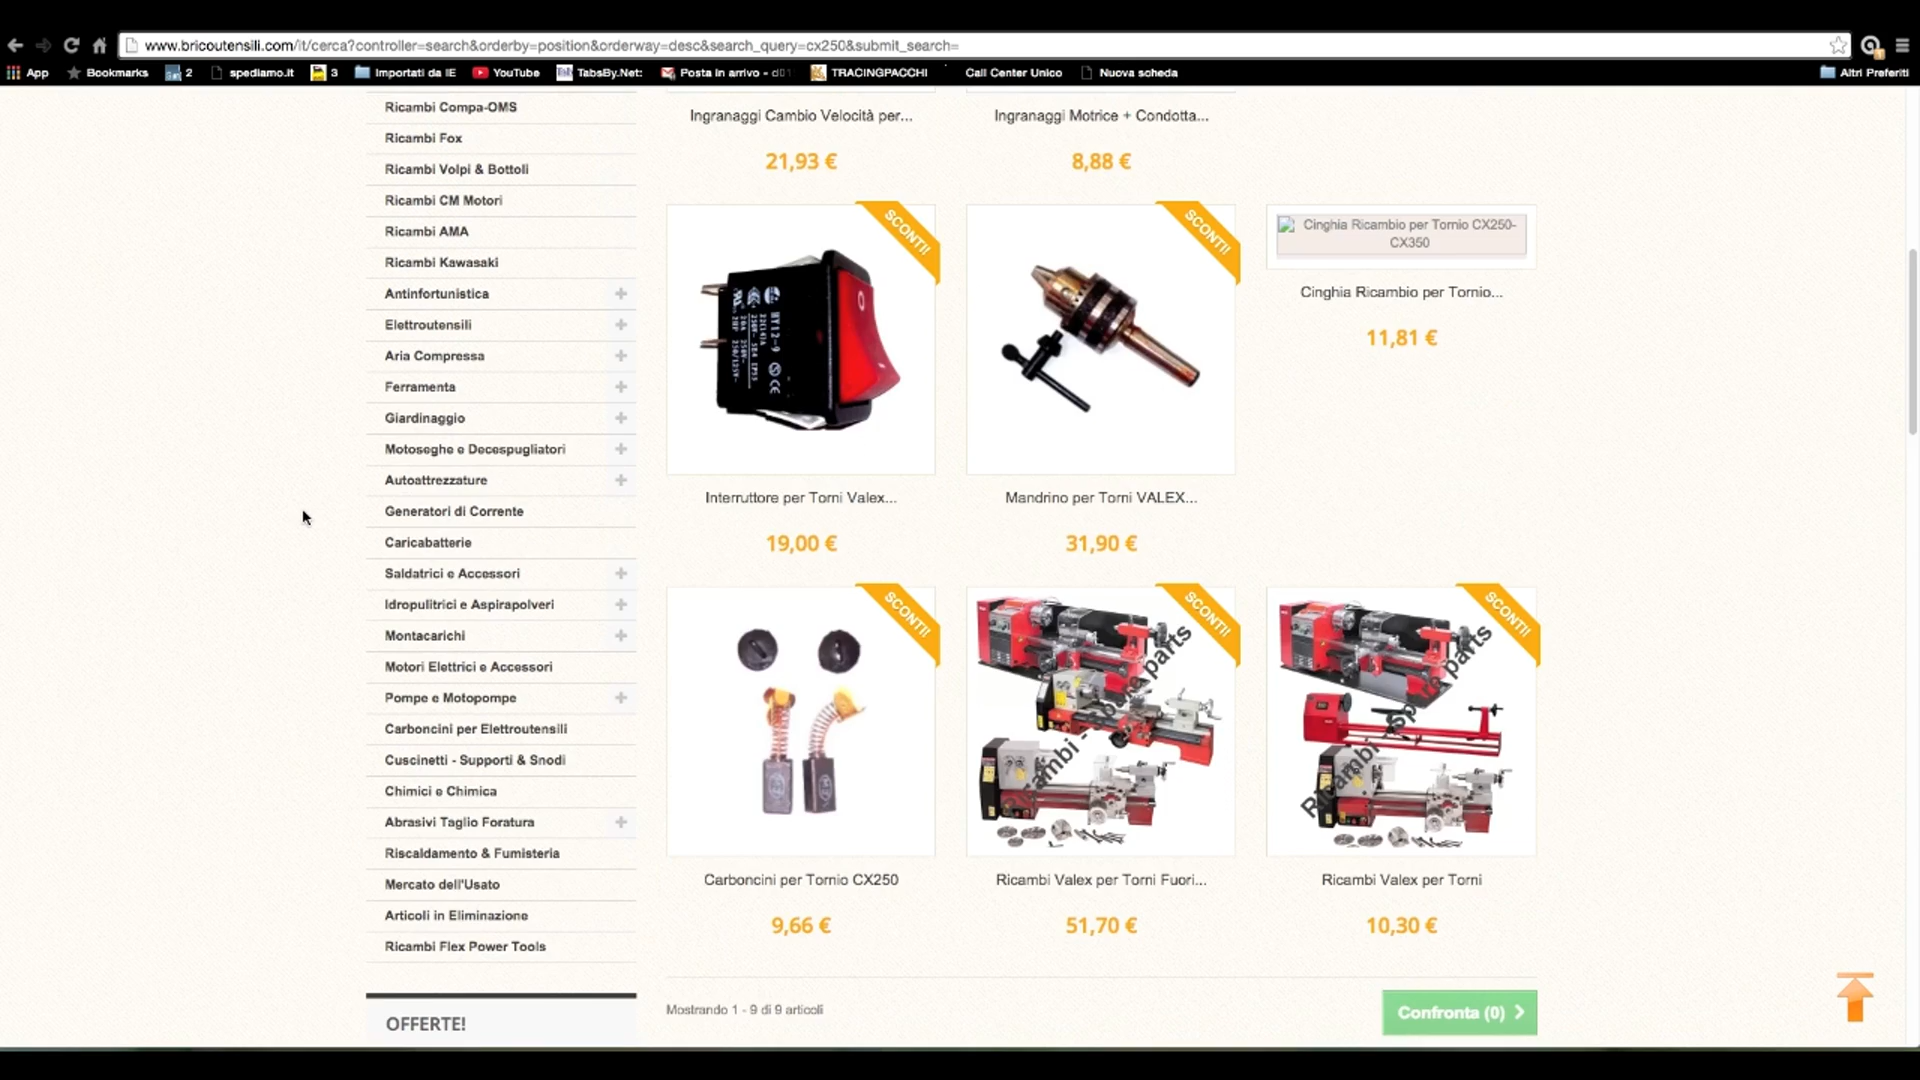 www.bricoutensili.com/it/cerca?controller=search&orderby=position&orderway=desc&search_query=cx250&submit_search=
App
Bookmarks
2
spediamo.it
3
Importati da IE
YouTube
TabsBy.Net:
Posta in arrivo -
TRACINGPACCHI
Call Center Unico
Nuova scheda
Altri Preferiti
Ricambi Compa-OMS
Ricambi Fox
Ricambi Volpi & Bottoli
Ricambi CM Motori
Ricambi AMA
Ricambi Kawasaki
Antinfortunistica
Elettroutensili
Aria Compressa
Ferramenta
Giardinaggio
Motoseghe e Decespugliatori
Autoattrezzature
Generatori di Corrente
Caricabatterie
Saldatrici e Accessori
Idropulitrici e Aspirapolveri
Montacarichi
Motori Elettrici e Accessori
Pompe e Motopompe
Carboncini per Elettroutensili
Cuscinetti - Supporti & Snodi
Chimici e Chimica
Abrasivi Taglio Foratura
Riscaldamento & Fumisteria
Mercato dell'Usato
Articoli in Eliminazione
Ricambi Flex Power Tools
OFFERTE!
Ingranaggi Cambio Velocità per...
21,93 €
Ingranaggi Motrice + Condotta...
8,88 €
SCONTI!
HY12-9
Interruttore per Torni Valex...
19,00 €
SCONTI!
Mandrino per Torni VALEX...
31,90 €
Cinghia Ricambio per Tornio CX250-
CX350
Cinghia Ricambio per Tornio...
11,81 €
SCONTI!
Carboncini per Tornio CX250
9,66 €
SCONTI!
Ricambi Valex per Torni Fuori...
51,70 €
SCONTI!
Ricambi Valex per Torni
10,30 €
Mostrando 1 - 9 di 9 articoli
Confronta (0)